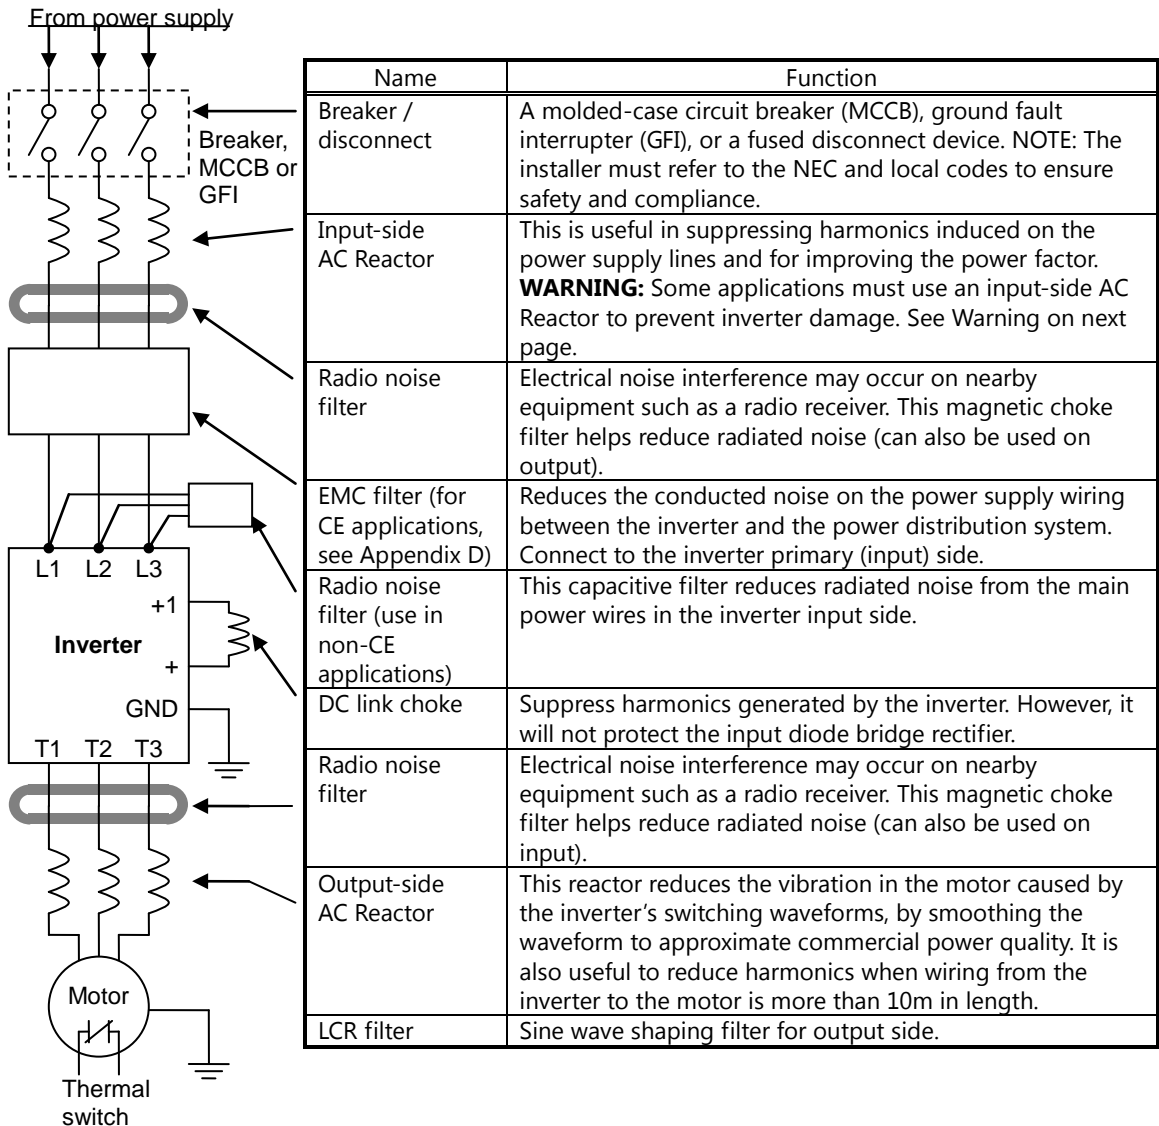 From power supply
Breaker,
MCCB or
GFI
L1 L2 L3
+1
Inverter
+
GND
T1 T2 T3
Motor
Thermal
switch
Name Function
Breaker /
disconnect
A molded-case circuit breaker (MCCB), ground fault
interrupter (GFI), or a fused disconnect device. NOTE: The
installer must refer to the NEC and local codes to ensure
safety and compliance.
Input-side
AC Reactor
This is useful in suppressing harmonics induced on the
power supply lines and for improving the power factor.
WARNING: Some applications must use an input-side AC
Reactor to prevent inverter damage. See Warning on next
page.
Radio noise
filter
Electrical noise interference may occur on nearby
equipment such as a radio receiver. This magnetic choke
filter helps reduce radiated noise (can also be used on
output).
EMC filter (for
CE applications,
see Appendix D)
Reduces the conducted noise on the power supply wiring
between the inverter and the power distribution system.
Connect to the inverter primary (input) side.
Radio noise
filter (use in
non-CE
applications)
This capacitive filter reduces radiated noise from the main
power wires in the inverter input side.
DC link choke
Suppress harmonics generated by the inverter. However, it
will not protect the input diode bridge rectifier.
Radio noise
filter
Electrical noise interference may occur on nearby
equipment such as a radio receiver. This magnetic choke
filter helps reduce radiated noise (can also be used on
input).
Output-side
AC Reactor
This reactor reduces the vibration in the motor caused by
the inverter's switching waveforms, by smoothing the
waveform to approximate commercial power quality. It is
also useful to reduce harmonics when wiring from the
inverter to the motor is more than 10m in length.
LCR filter
Sine wave shaping filter for output side.